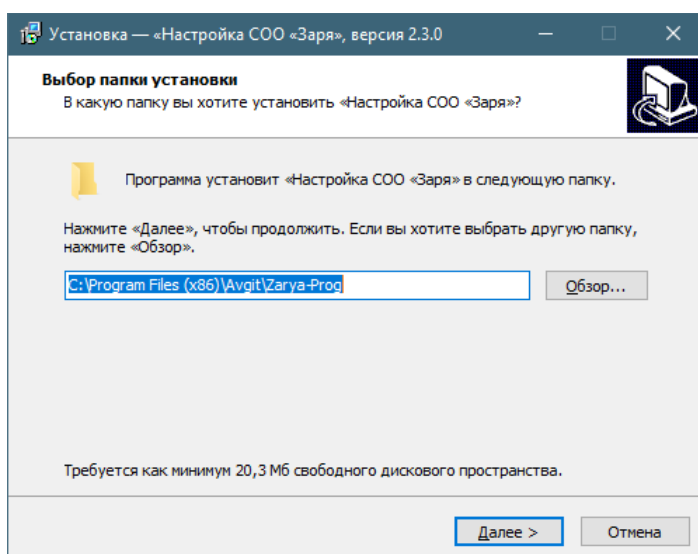 Установка — «Настройка СОО «Заря», версия 2.3.0
Выбор папки установки
В какую папку вы хотите установить «Настройка СОО «Заря»?
Программа установит «Настройка СОО «Заря» в следующую папку.
Нажмите «Далее», чтобы продолжить. Если вы хотите выбрать другую папку,
нажмите «Обзор».
C:\Program Files (x86)\Avgit\Zarya-Prog
Обзор...
Требуется как минимум 20,3 Мб свободного дискового пространства.
Далее >
Отмена